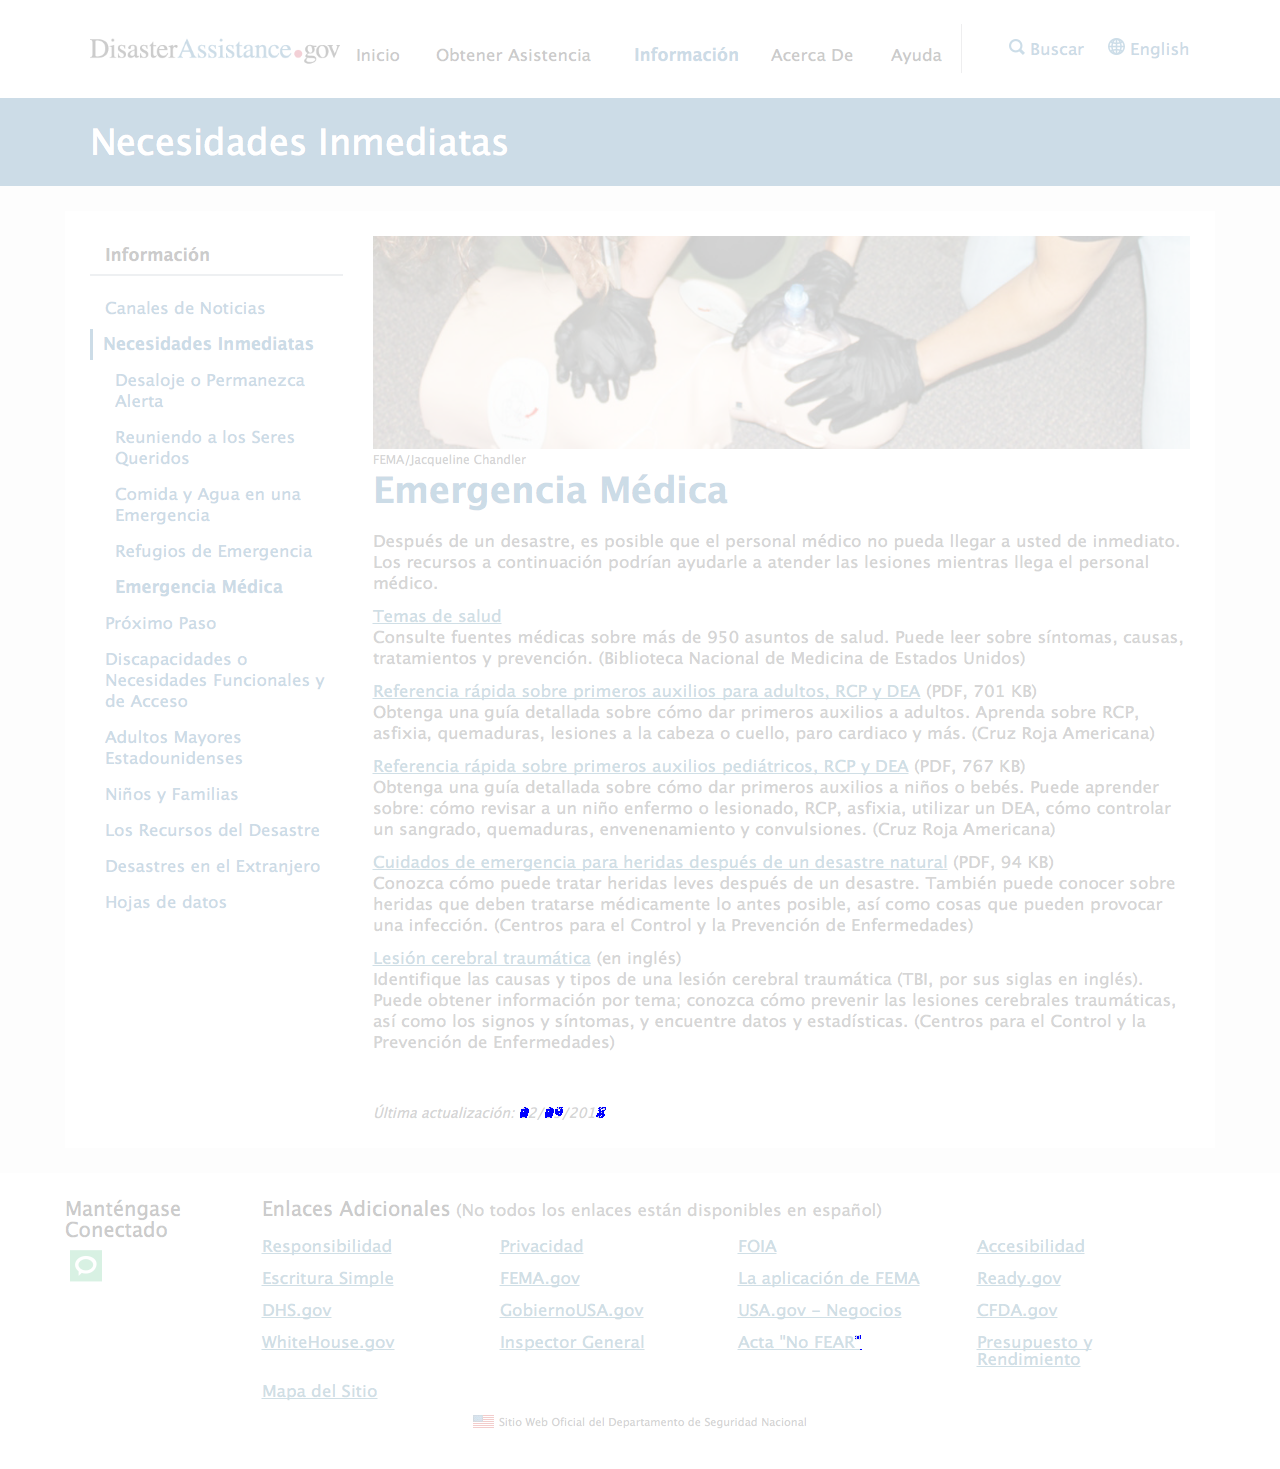 DisasterAssistance.gov
Inicio
Obtener Asistencia
Información
Acerca De
Ayuda
Buscar
English
Necesidades Inmediatas
Información
Canales de Noticias
Necesidades Inmediatas
Desaloje o Permanezca
Alerta
Reuniendo a los Seres
Queridos
Comida y Agua en una
Emergencia
Refugios de Emergencia
Emergencia Médica
Próximo Paso
Discapacidades o
Necesidades Funcionales y
de Acceso
Adultos Mayores
Estadounidenses
Niños y Familias
Los Recursos del Desastre
Desastres en el Extranjero
Hojas de datos
FEMA/Jacqueline Chandler
Emergencia Médica
Después de un desastre, es posible que el personal médico no pueda llegar a usted de inmediato.
Los recursos a continuación podrían ayudarle a atender las lesiones mientras llega el personal
médico.
Temas de salud
Consulte fuentes médicas sobre más de 950 asuntos de salud. Puede leer sobre síntomas, causas,
tratamientos y prevención. (Biblioteca Nacional de Medicina de Estados Unidos)
Referencia rápida sobre primeros auxilios para adultos, RCP y DEA (PDF, 701 KB)
Obtenga una guía detallada sobre cómo dar primeros auxilios a adultos. Aprenda sobre RCP,
asfixia, quemaduras, lesiones a la cabeza o cuello, paro cardiaco y más. (Cruz Roja Americana)
Referencia rápida sobre primeros auxilios pediátricos, RCP y DEA (PDF, 767 KB)
Obtenga una guía detallada sobre cómo dar primeros auxilios a niños o bebés. Puede aprender
sobre: cómo revisar a un niño enfermo o lesionado, RCP, asfixia, utilizar un DEA, cómo controlar
un sangrado, quemaduras, envenenamiento y convulsiones. (Cruz Roja Americana)
Cuidados de emergencia para heridas después de un desastre natural (PDF, 94 KB)
Conozca cómo puede tratar heridas leves después de un desastre. También puede conocer sobre
heridas que deben tratarse médicamente lo antes posible, así como cosas que pueden provocar
una infección. (Centros para el Control y la Prevención de Enfermedades)
Lesión cerebral traumática (en inglés)
Identifique las causas y tipos de una lesión cerebral traumática (TBI, por sus siglas en inglés).
Puede obtener información por tema; conozca cómo prevenir las lesiones cerebrales traumáticas,
así como los signos y síntomas, y encuentre datos y estadísticas. (Centros para el Control y la
Prevención de Enfermedades)
Última actualización:
Manténgase
Conectado
Enlaces Adicionales (No todos los enlaces están disponibles en español)
Responsibilidad
Privacidad
FOIA
Accesibilidad
Escritura Simple
FEMA.gov
La aplicación de FEMA
Ready.gov
DHS.gov
GobiernoUSA.gov
USA.gov - Negocios
CFDA.gov
WhiteHouse.gov
Inspector General
Acta "No FEAR"
Presupuesto y
Rendimiento
Mapa del Sitio
Sitio Web Oficial del Departamento de Seguridad Nacional